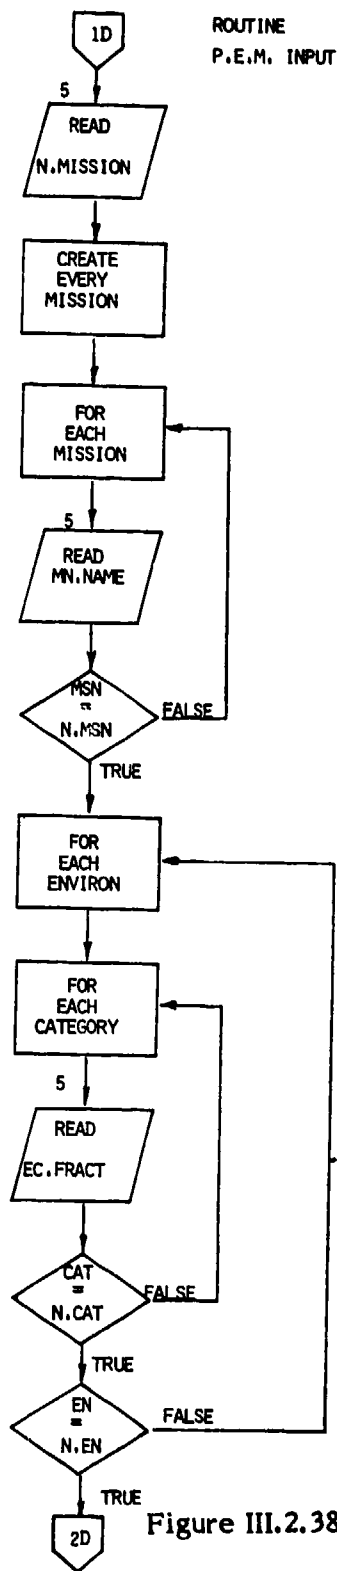 1D
ROUTINE
P.E.M. INPUT
5
READ
N.MISSION
CREATE
EVERY
MISSION
FOR
EACH
MISSION
5
READ
MN.NAME
MSN
=
N.MSN
FALSE
TRUE
FOR
EACH
ENVIRON
FOR
EACH
CATEGORY
5
READ
EC.FRACT
CAT
=
N.CAT
FALSE
TRUE
EN
=
N.EN
FALSE
TRUE
2D
Figure III.2.38